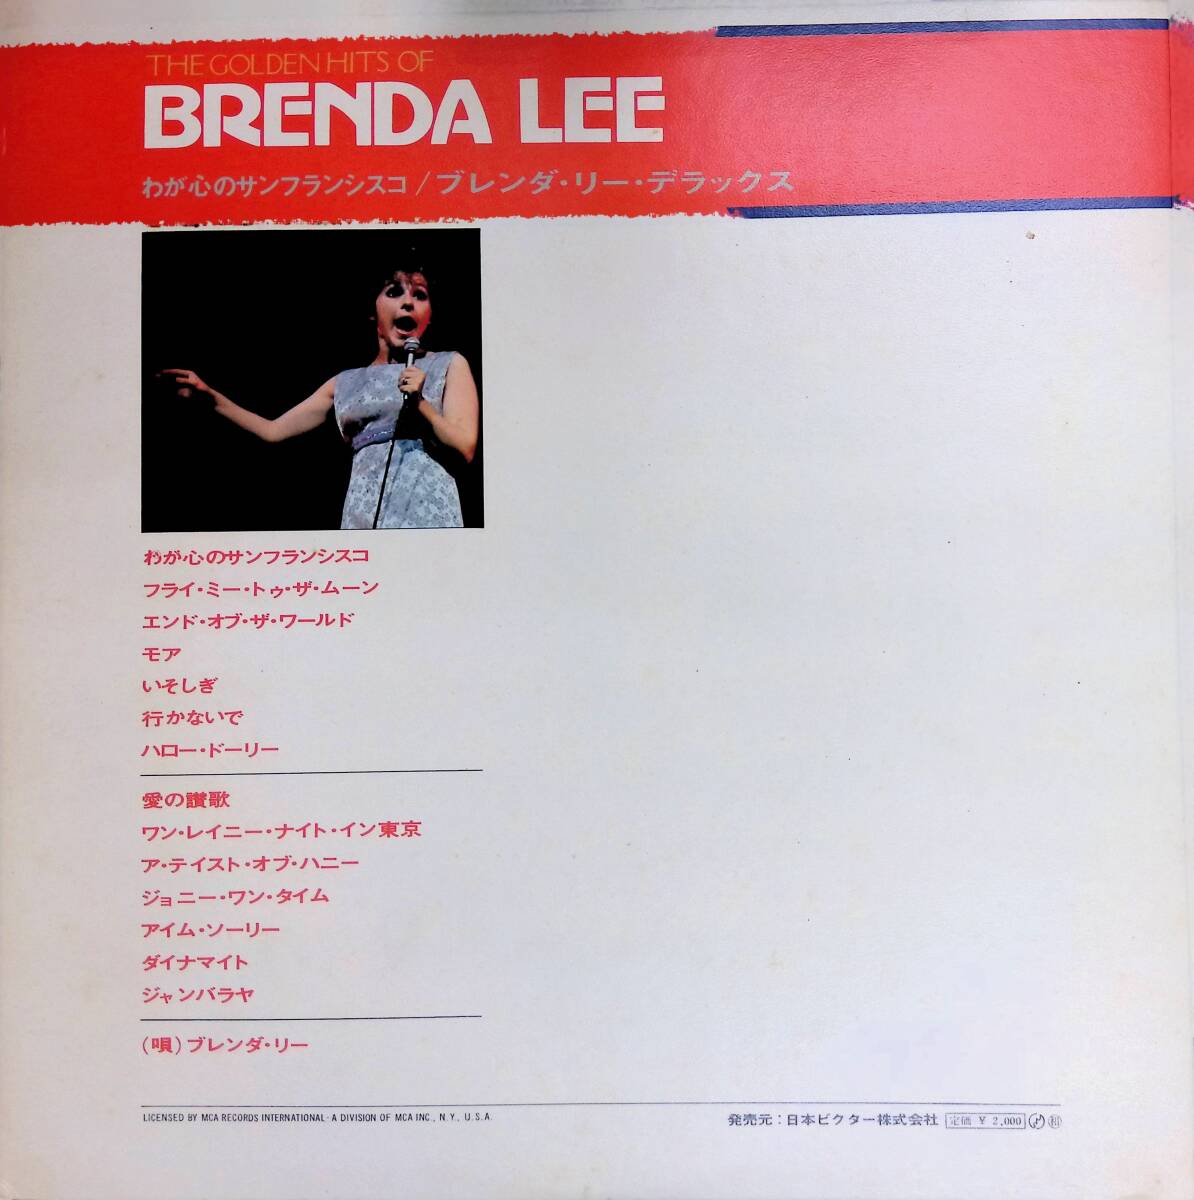 THE GOLDEN HITS OF
BRENDA LEE
わが心のサンフランシスコ/ブレンダ・リー・デラックス
わが心のサンフランシスコ
フライ・ミー・トゥ・ザ・ムーン
エンド・オブ・ザ・ワールド
モア
いそしぎ
行かないで
ハロー・ドーリー
愛の讃歌
ワン・レイニー・ナイト・イン東京
ア・テイスト・オブ・ハニー
ジョニー・ワン・タイム
アイム・ソーリー
ダイナマイト
ジャンバラヤ
(唄)ブレンダ・リー
LICENSED BY MCA RECORDS INTERNATIONAL-A DIVISION OF MCA INC., N.Y., U.S.A.
発売元:日本ビクター株式会社 定価 ¥ 2,000